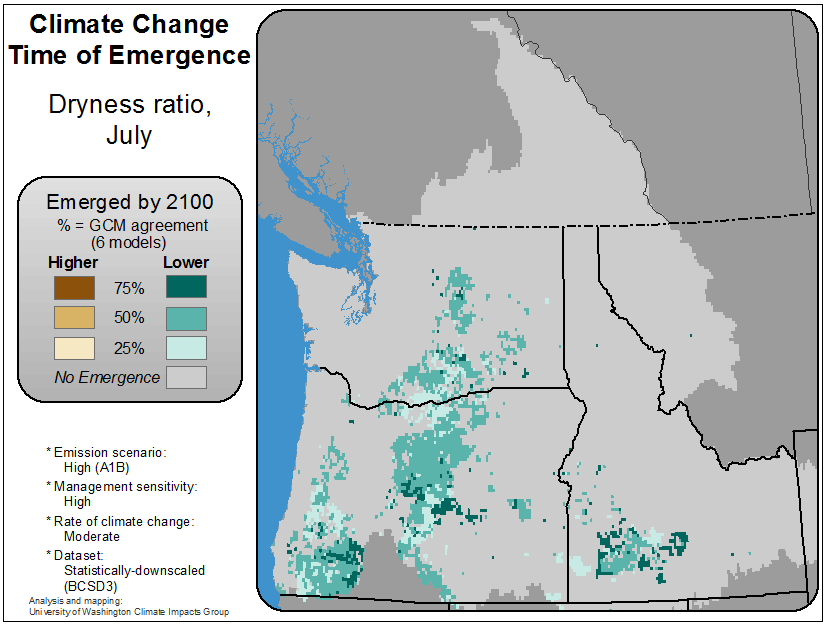 Climate Change
Time of Emergence
Dryness ratio,
July
Emerged by 2100
% = GCM agreement
(6 models)
Higher Lower
75%
50%
25%
No Emergence
* Emission scenario:
High (A1B)
* Management sensitivity:
High
* Rate of climate change:
Moderate
* Dataset:
Statistically-downscaled
(BCSD3)
Analysis and mapping:
University of Washington Climate Impacts Group